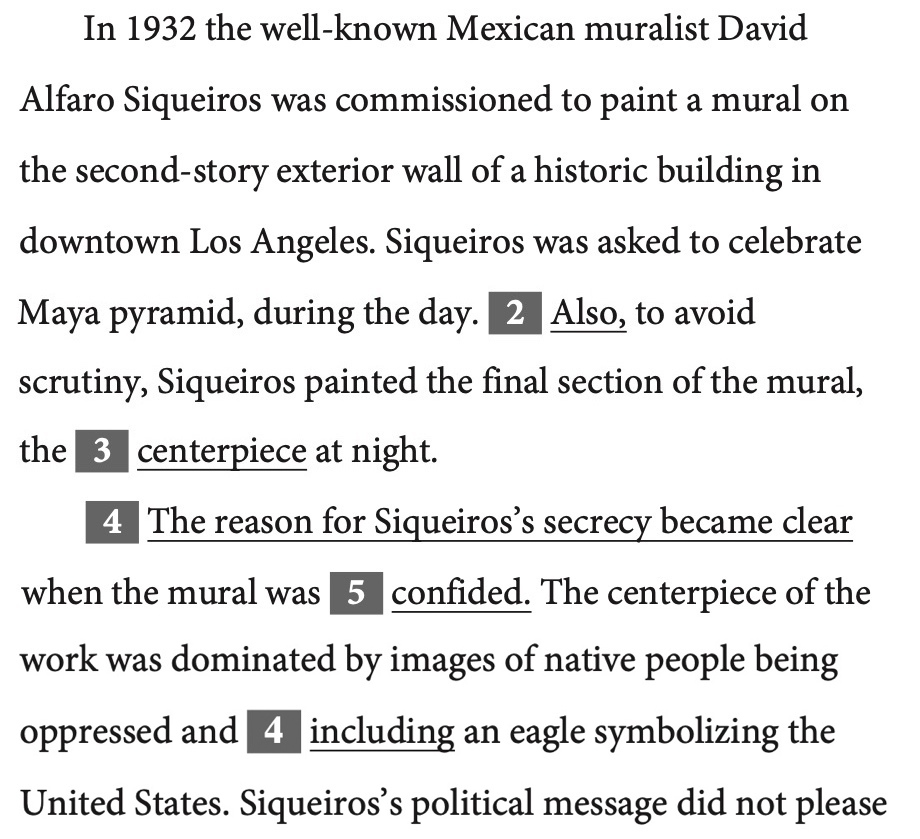 In 1932 the well-known Mexican muralist David
Alfaro Siqueiros was commissioned to paint a mural on
the second-story exterior wall of a historic building in
downtown Los Angeles. Siqueiros was asked to celebrate
Maya pyramid, during the day. 2 Also, to avoid
scrutiny, Siqueiros painted the final section of the mural,
the 3 centerpiece at night.
4 The reason for Siqueiros’s secrecy became clear
when the mural was 5 confided. The centerpiece of the
work was dominated by images of native people being
oppressed and 4 including an eagle symbolizing the
United States. Siqueiros’s political message did not please